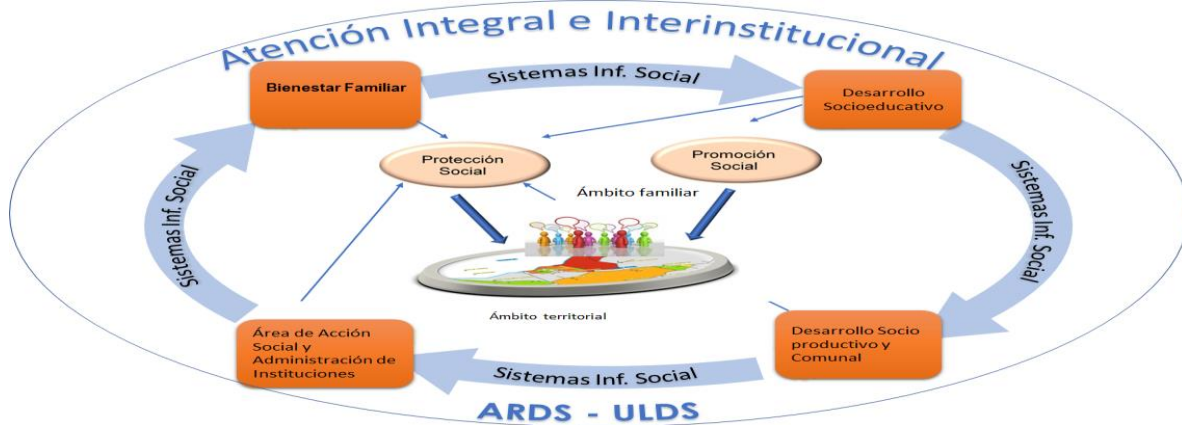 Atención Integral e Interinstitucional
Bienestar Familiar
Sistemas Inf. Social
Desarrollo
Socioeducativo
Sistemas Inf. Social
Protección
Social
Promoción
Social
Sistemas Inf. Social
Ámbito familiar
Ámbito territorial
Área de Acción
Social y
Administración de
Instituciones
Sistemas Inf. Social
Desarrollo Socio
productivo y
Comunal
ARDS - ULDS